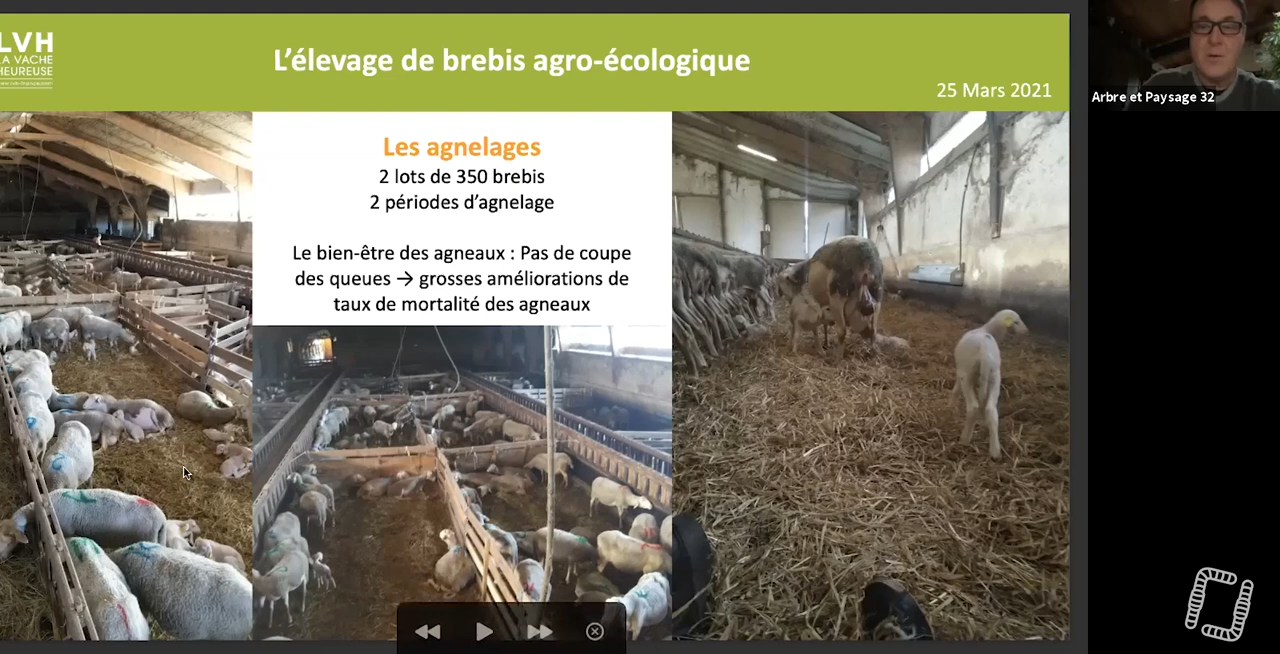 LVH
LA VACHE
HEUREUSE
L'élevage de brebis agro-écologique
25 Mars 2021
Arbre et Paysage 32
Les agnelages
2 lots de 350 brebis
2 périodes d'agnelage
Le bien-être des agneaux : Pas de coupe
des queues → grosses améliorations de
taux de mortalité des agneaux